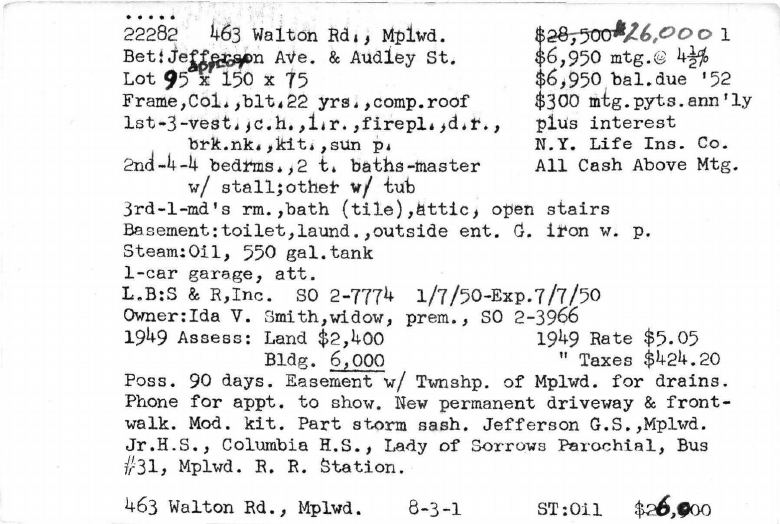 22282 463 Walton Rd., Mplwd. $28,500 $26,000 1
Bet:Jefferson Ave. & Audley St. $6,950 mtg.@ 4½%
approx
Lot 95 x 150 x 75 $6,950 bal.due '52
Frame,Col.,blt.22 yrs.,comp.roof $300 mtg.pyts.ann'ly
1st-3-vest.,c.h.,l.r.,firepl.,d.r., plus interest
brk.nk.,kit.,sun p. N.Y. Life Ins. Co.
2nd-4-4 bedrms.,2 t. baths-master All Cash Above Mtg.
w/ stall;other w/ tub
3rd-1-md's rm.,bath (tile),attic, open stairs
Basement:toilet,laund.,outside ent. G. iron w. p.
Steam:Oil, 550 gal.tank
1-car garage, att.
L.B:S & R,Inc. SO 2-7774 1/7/50-Exp.7/7/50
Owner:Ida V. Smith,widow, prem., SO 2-3966
1949 Assess: Land $2,400 1949 Rate $5.05
Bldg. 6,000 " Taxes $424.20
Poss. 90 days. Easement w/ Twnshp. of Mplwd. for drains.
Phone for appt. to show. New permanent driveway & front-
walk. Mod. kit. Part storm sash. Jefferson G.S.,Mplwd.
Jr.H.S., Columbia H.S., Lady of Sorrows Parochial, Bus
#31, Mplwd. R. R. Station.
463 Walton Rd., Mplwd. 8-3-1 ST:Oil $26,000